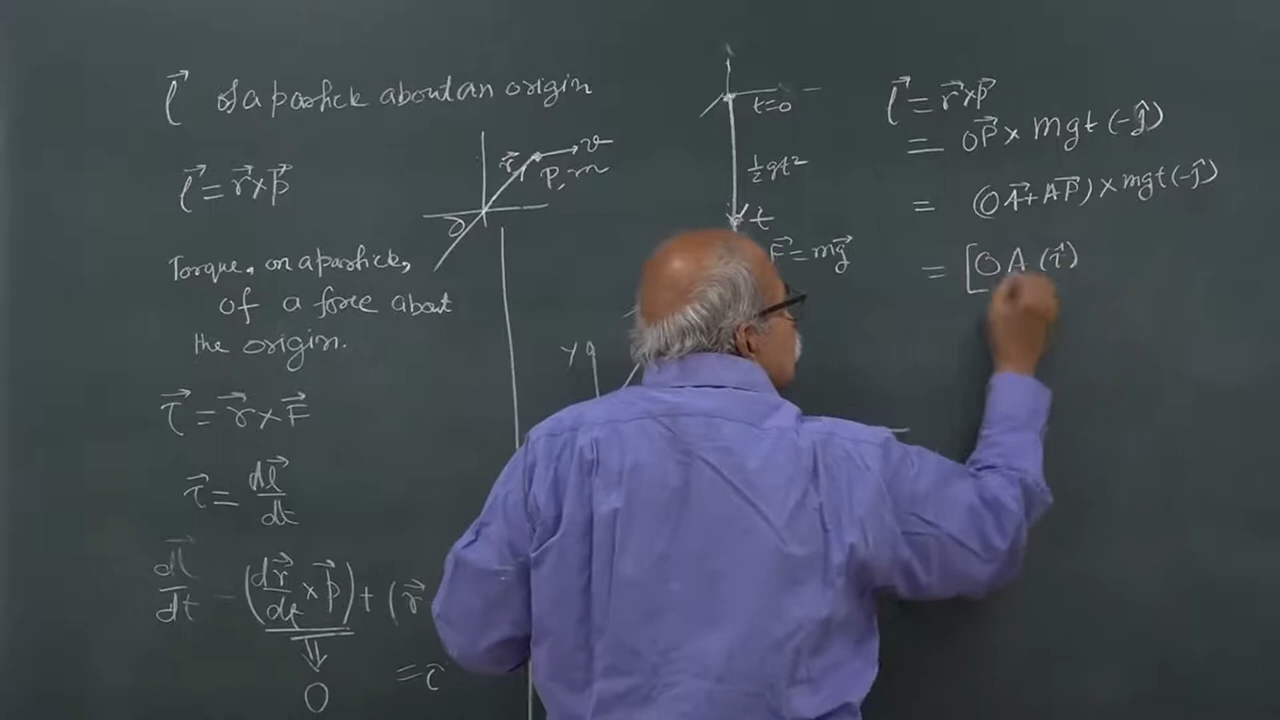 l⃗ of a particle about an origin
l⃗ = r⃗ × p⃗
r⃗ v
P, m
O
Torque, on a particle,
of a force about
the origin.
τ⃗ = r⃗ × F⃗
τ⃗ = dl⃗/dt
dl⃗/dt = (dr⃗/dt × p⃗) + (r⃗
⇓
0 = τ⃗
t=0
½gt²
t
F⃗ = mg⃗
Y
l⃗ = r⃗ × p⃗
= OP⃗ × mgt (-ĵ)
= (OA⃗ + AP⃗) × mgt (-ĵ)
= [OA (î)